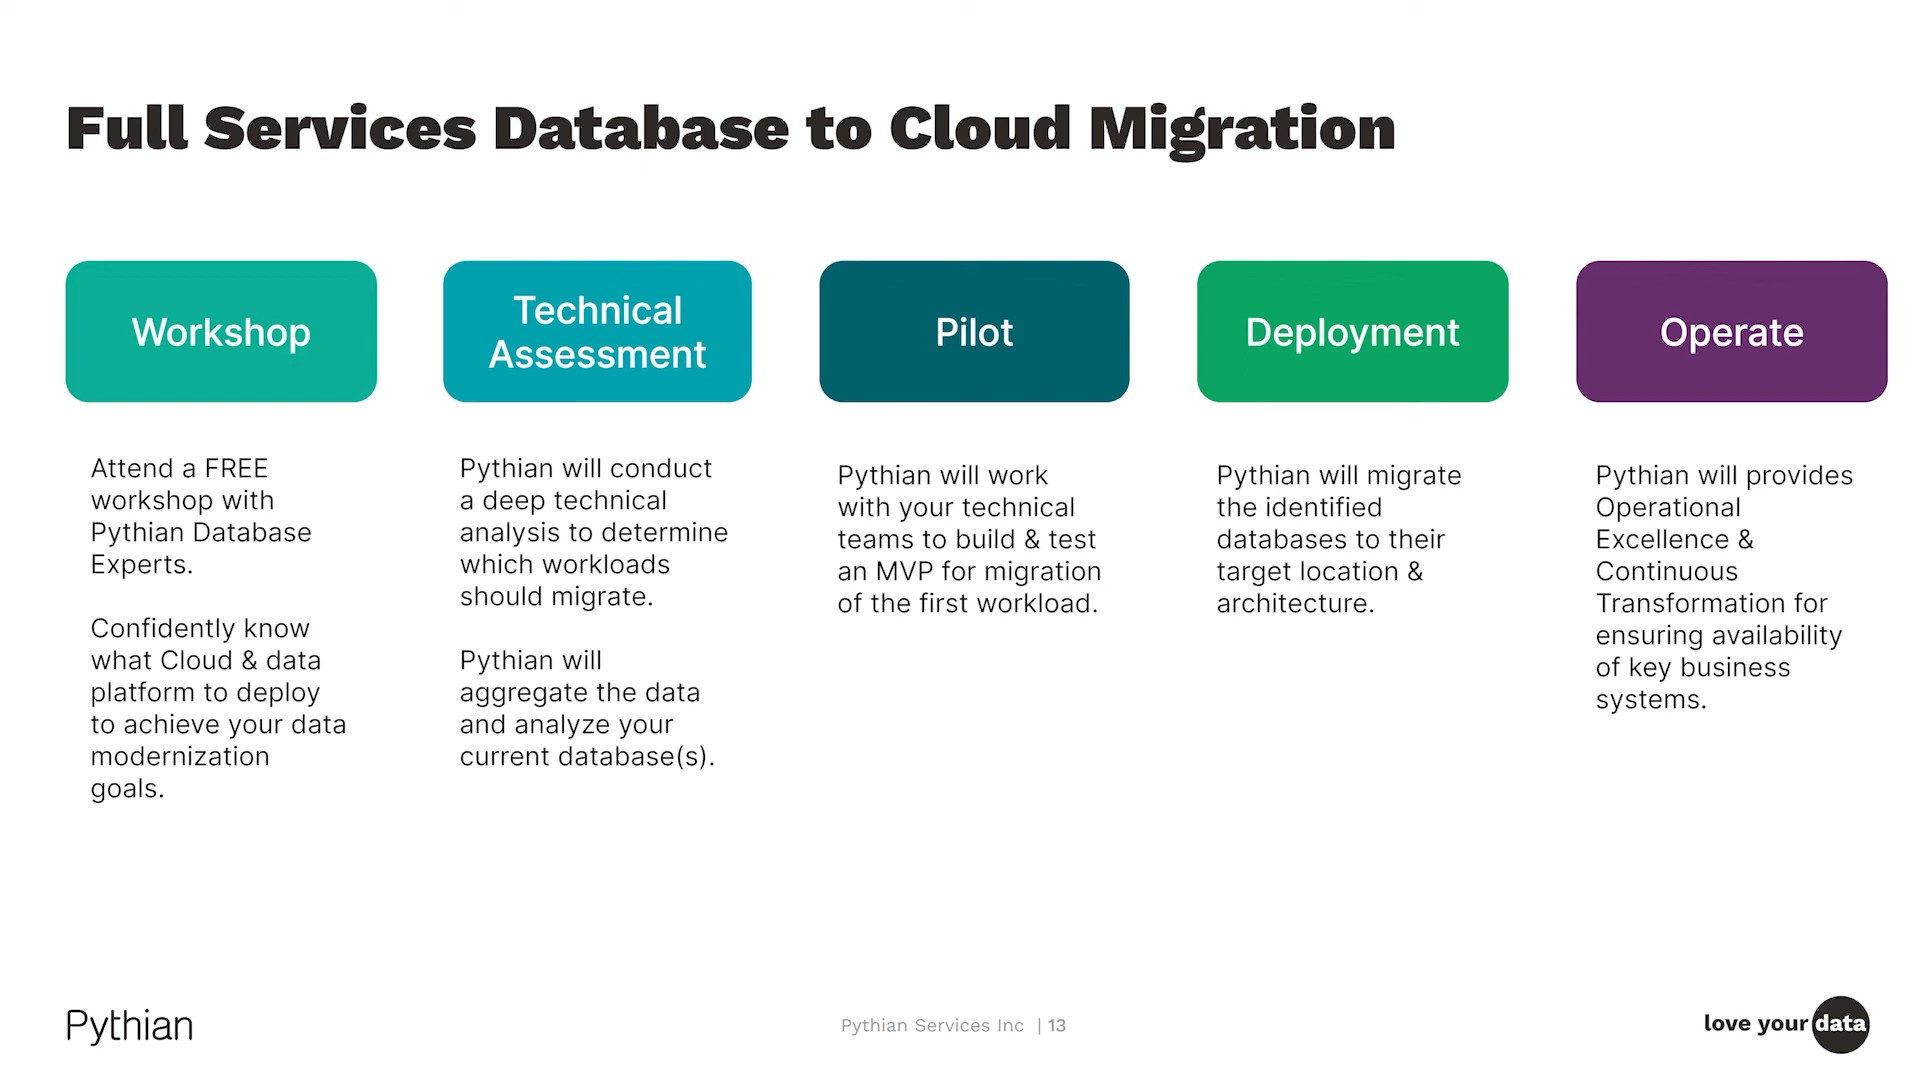 Full Services Database to Cloud Migration
Workshop
Attend a FREE
workshop with
Pythian Database
Experts.
Confidently know
what Cloud & data
platform to deploy
to achieve your data
modernization
goals.
Technical
Assessment
Pythian will conduct
a deep technical
analysis to determine
which workloads
should migrate.
Pythian will
aggregate the data
and analyze your
current database(s).
Pilot
Pythian will work
with your technical
teams to build & test
an MVP for migration
of the first workload.
Deployment
Pythian will migrate
the identified
databases to their
target location &
architecture.
Operate
Pythian will provides
Operational
Excellence &
Continuous
Transformation for
ensuring availability
of key business
systems.
Pythian
Pythian Services Inc | 13
love your data